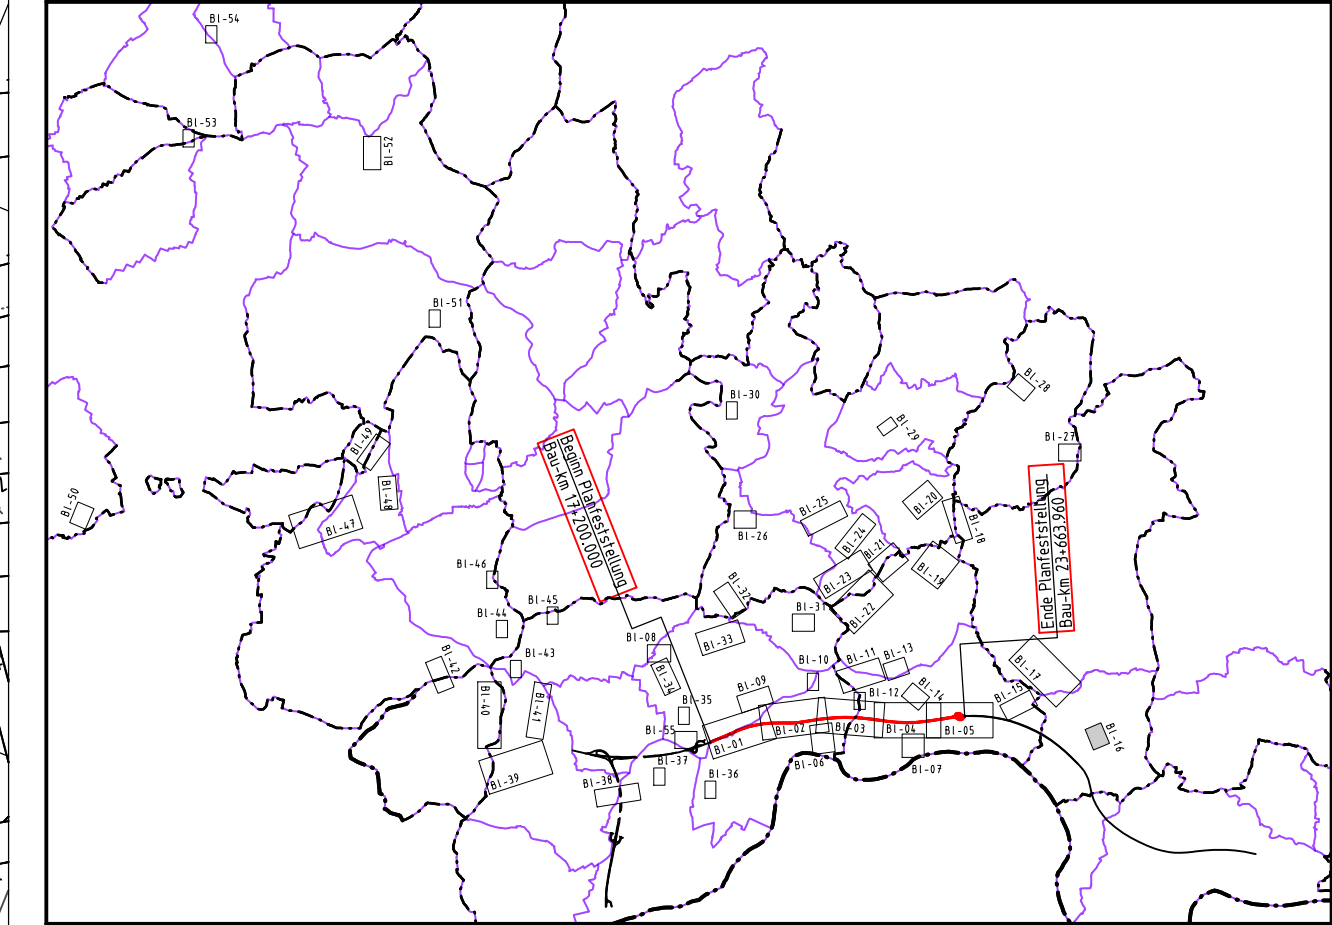 Bl-54
Bl-53
Bl-52
Bl-51
Bl-30
Bl-28
Bl-29
Bl-27
Bl-49
Bl-48
Bl-47
Bl-50
Beginn Planfeststellung
Bau-km 17+200.000
Ende Planfeststellung
Bau-km 23+663.960
Bl-26
Bl-25
Bl-24
Bl-21
Bl-20
Bl-18
Bl-19
Bl-23
Bl-22
Bl-46
Bl-45
Bl-44
Bl-32
Bl-31
Bl-33
Bl-08
Bl-34
Bl-43
Bl-42
Bl-10
Bl-11
Bl-13
Bl-17
Bl-40
Bl-41
Bl-09
Bl-12
Bl-14
Bl-15
Bl-35
Bl-55
Bl-01
Bl-02
Bl-03
Bl-04
Bl-05
Bl-16
Bl-06
Bl-07
Bl-39
Bl-38
Bl-37
Bl-36